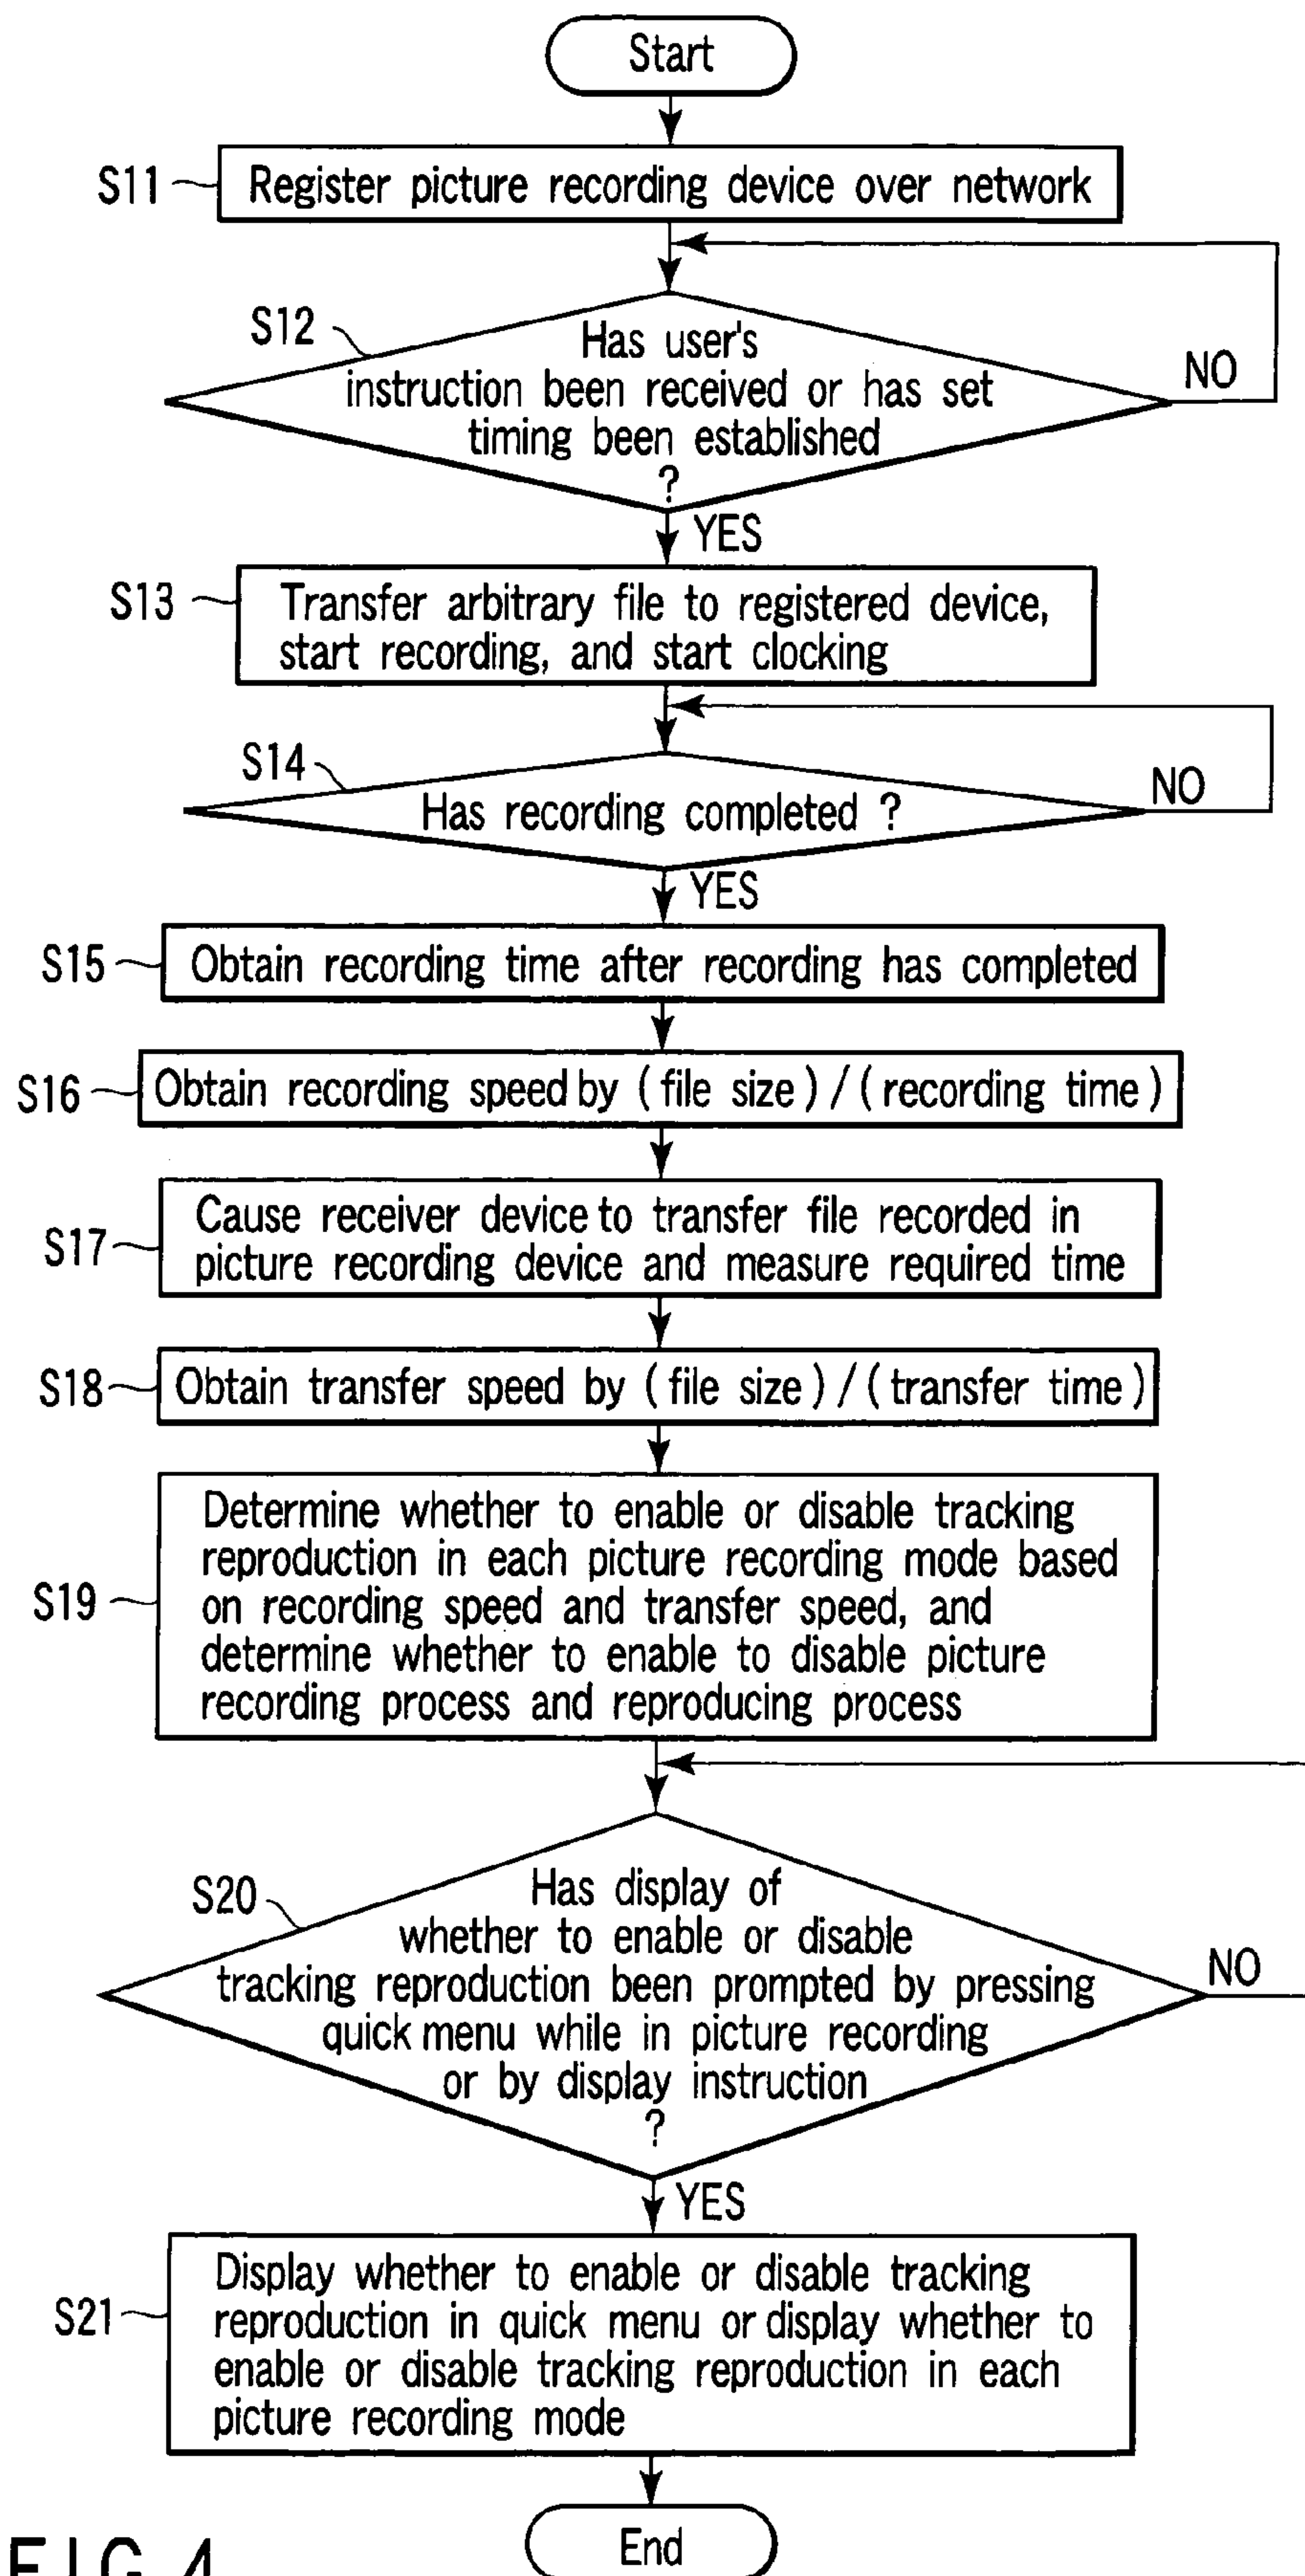 Start
S11
Register picture recording device over network
S12
Has user's
instruction been received or has set
timing been established
?
NO
YES
S13
Transfer arbitrary file to registered device,
start recording, and start clocking
S14
Has recording completed ?
NO
YES
S15
Obtain recording time after recording has completed
S16
Obtain recording speed by (file size)/(recording time)
S17
Cause receiver device to transfer file recorded in
picture recording device and measure required time
S18
Obtain transfer speed by (file size)/(transfer time)
S19
Determine whether to enable or disable tracking
reproduction in each picture recording mode based
on recording speed and transfer speed, and
determine whether to enable to disable picture
recording process and reproducing process
S20
Has display of
whether to enable or disable
tracking reproduction been prompted by pressing
quick menu while in picture recording
or by display instruction
?
NO
YES
S21
Display whether to enable or disable tracking
reproduction in quick menu or display whether to
enable or disable tracking reproduction in each
picture recording mode
End
FIG. 4